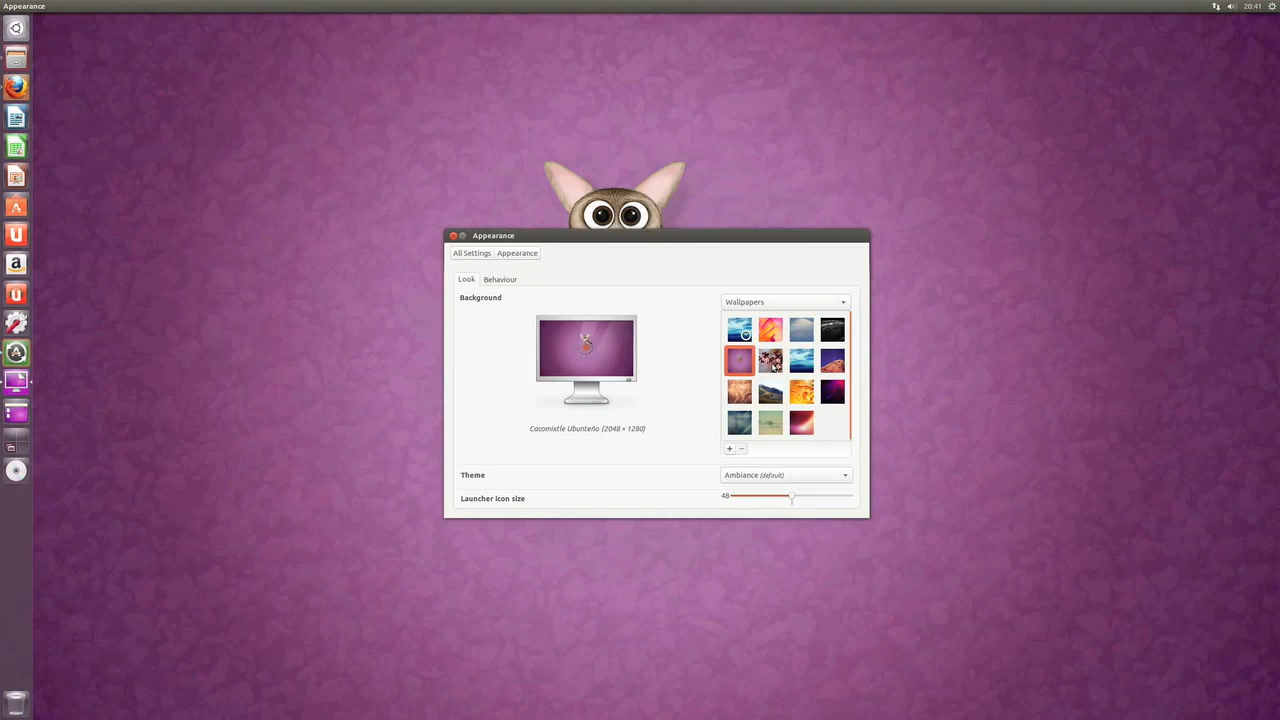 Appearance
20:41
Appearance
All Settings
Appearance
Look
Behaviour
Background
Wallpapers
Cacomixtle Ubunteño (2048 × 1280)
+ −
Theme
Ambiance (default)
Launcher icon size
48